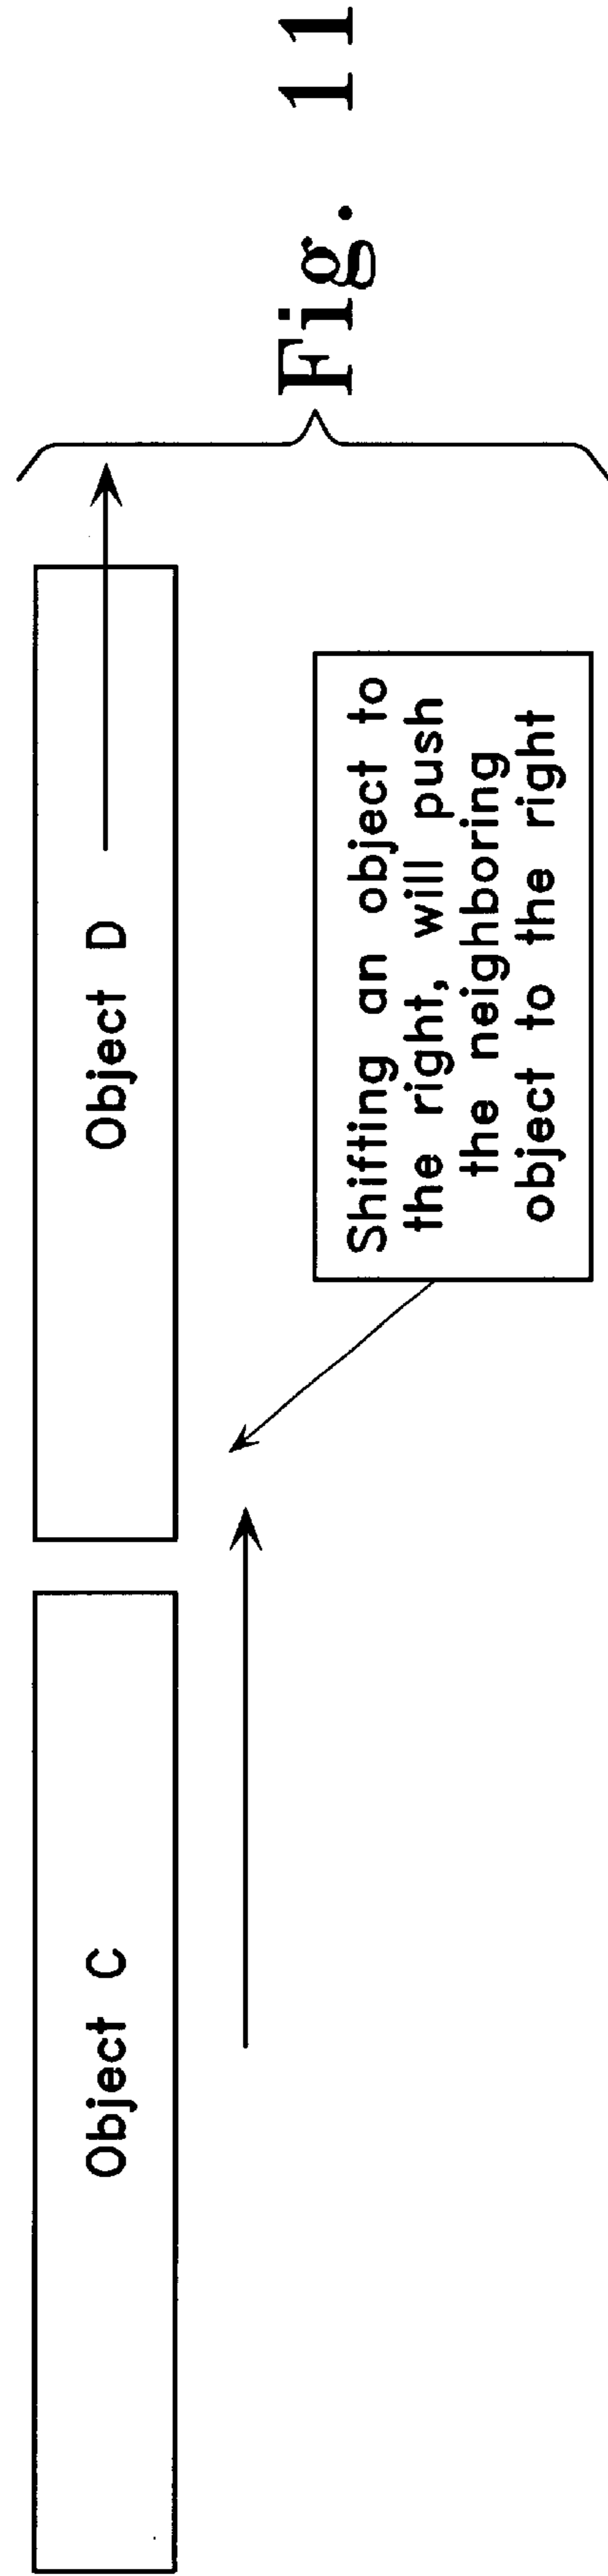 Object C
Object D
Shifting an object to
the right, will push
the neighboring
object to the right
Fig. 11